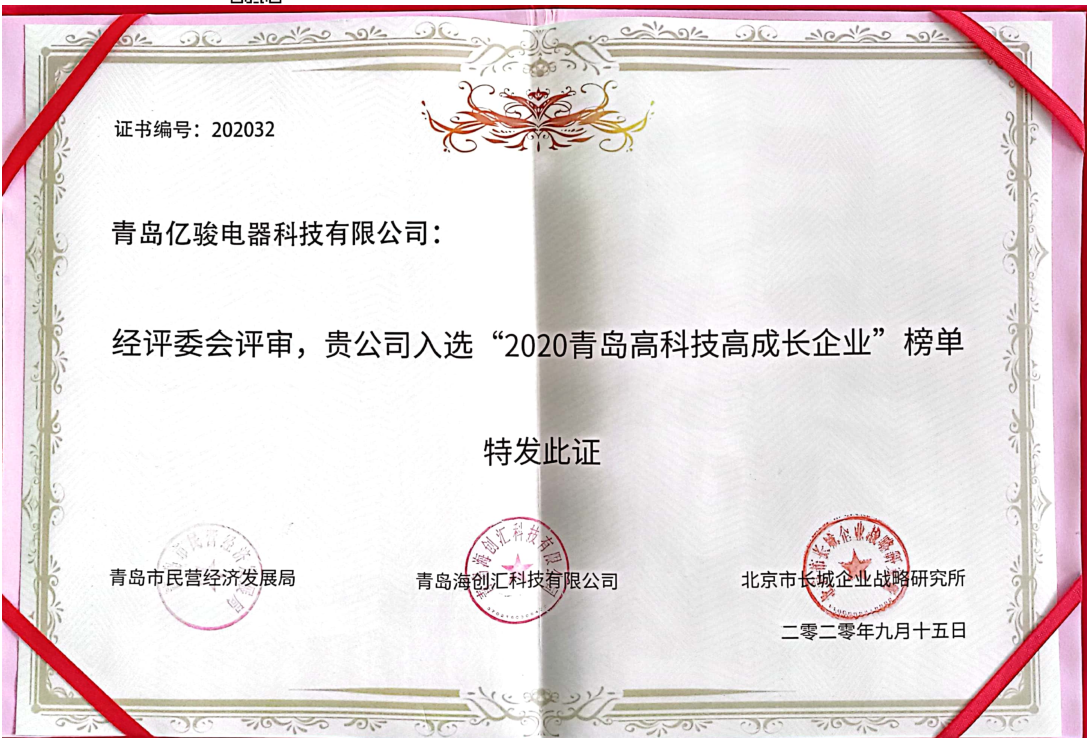 证书编号：202032
青岛亿骏电器科技有限公司：
经评委会评审，贵公司入选“2020青岛高科技高成长企业”榜单
特发此证
青岛市民营经济发展局
青岛海创汇科技有限公司
北京市长城企业战略研究所
二零二零年九月十五日